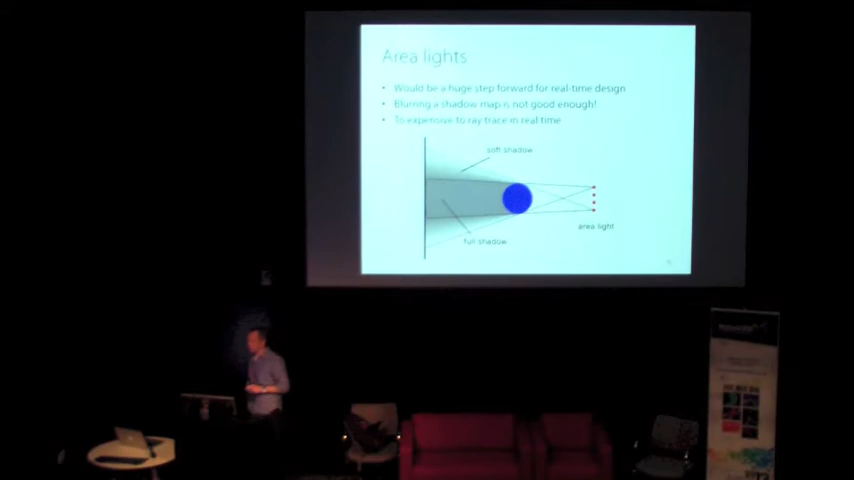 Area lights
• Would be a huge step forward for real-time design
• Blurring a shadow map is not good enough!
• To expensive to ray trace in real time
soft shadow
area light
full shadow